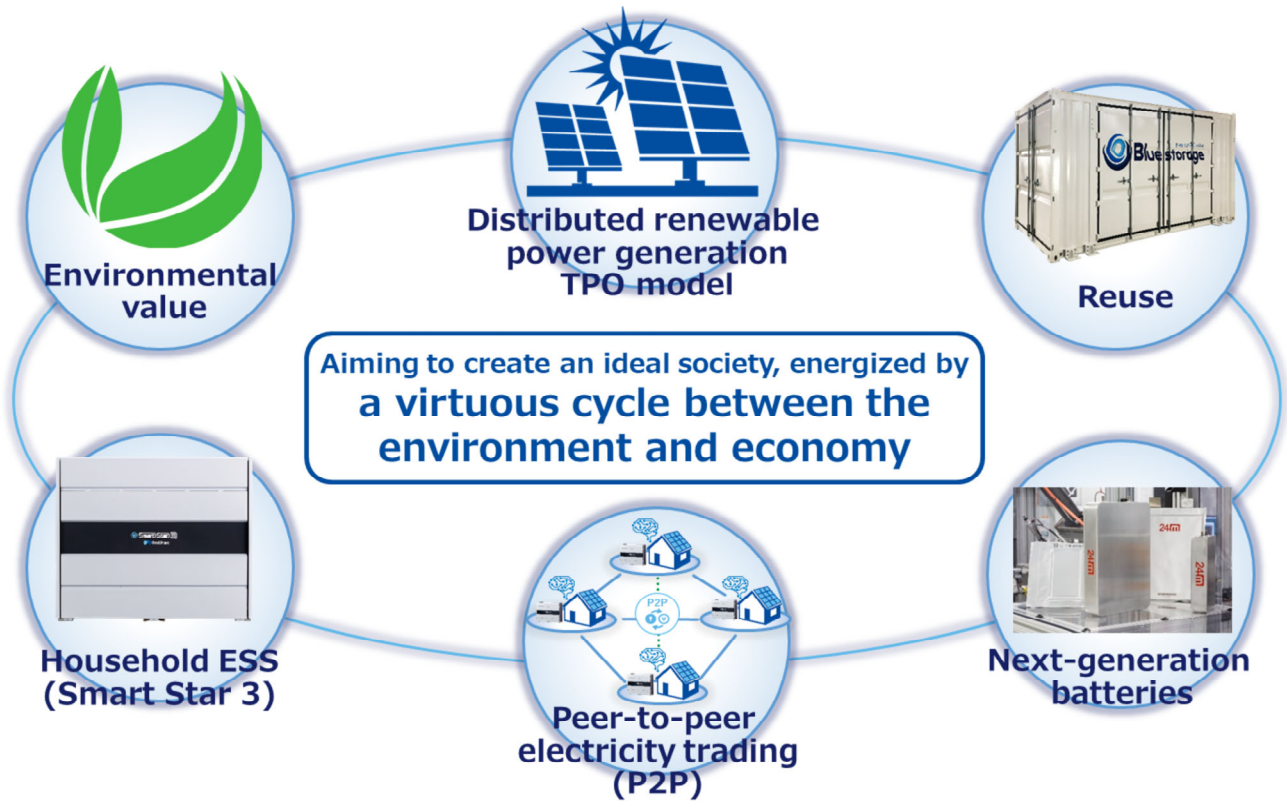 Distributed renewable
power generation
TPO model
Environmental
value
Blue storage
Reuse
Aiming to create an ideal society, energized by
a virtuous cycle between the
environment and economy
Household ESS
(Smart Star 3)
P2P
Peer-to-peer
electricity trading
(P2P)
24m
24m
24m
Next-generation
batteries